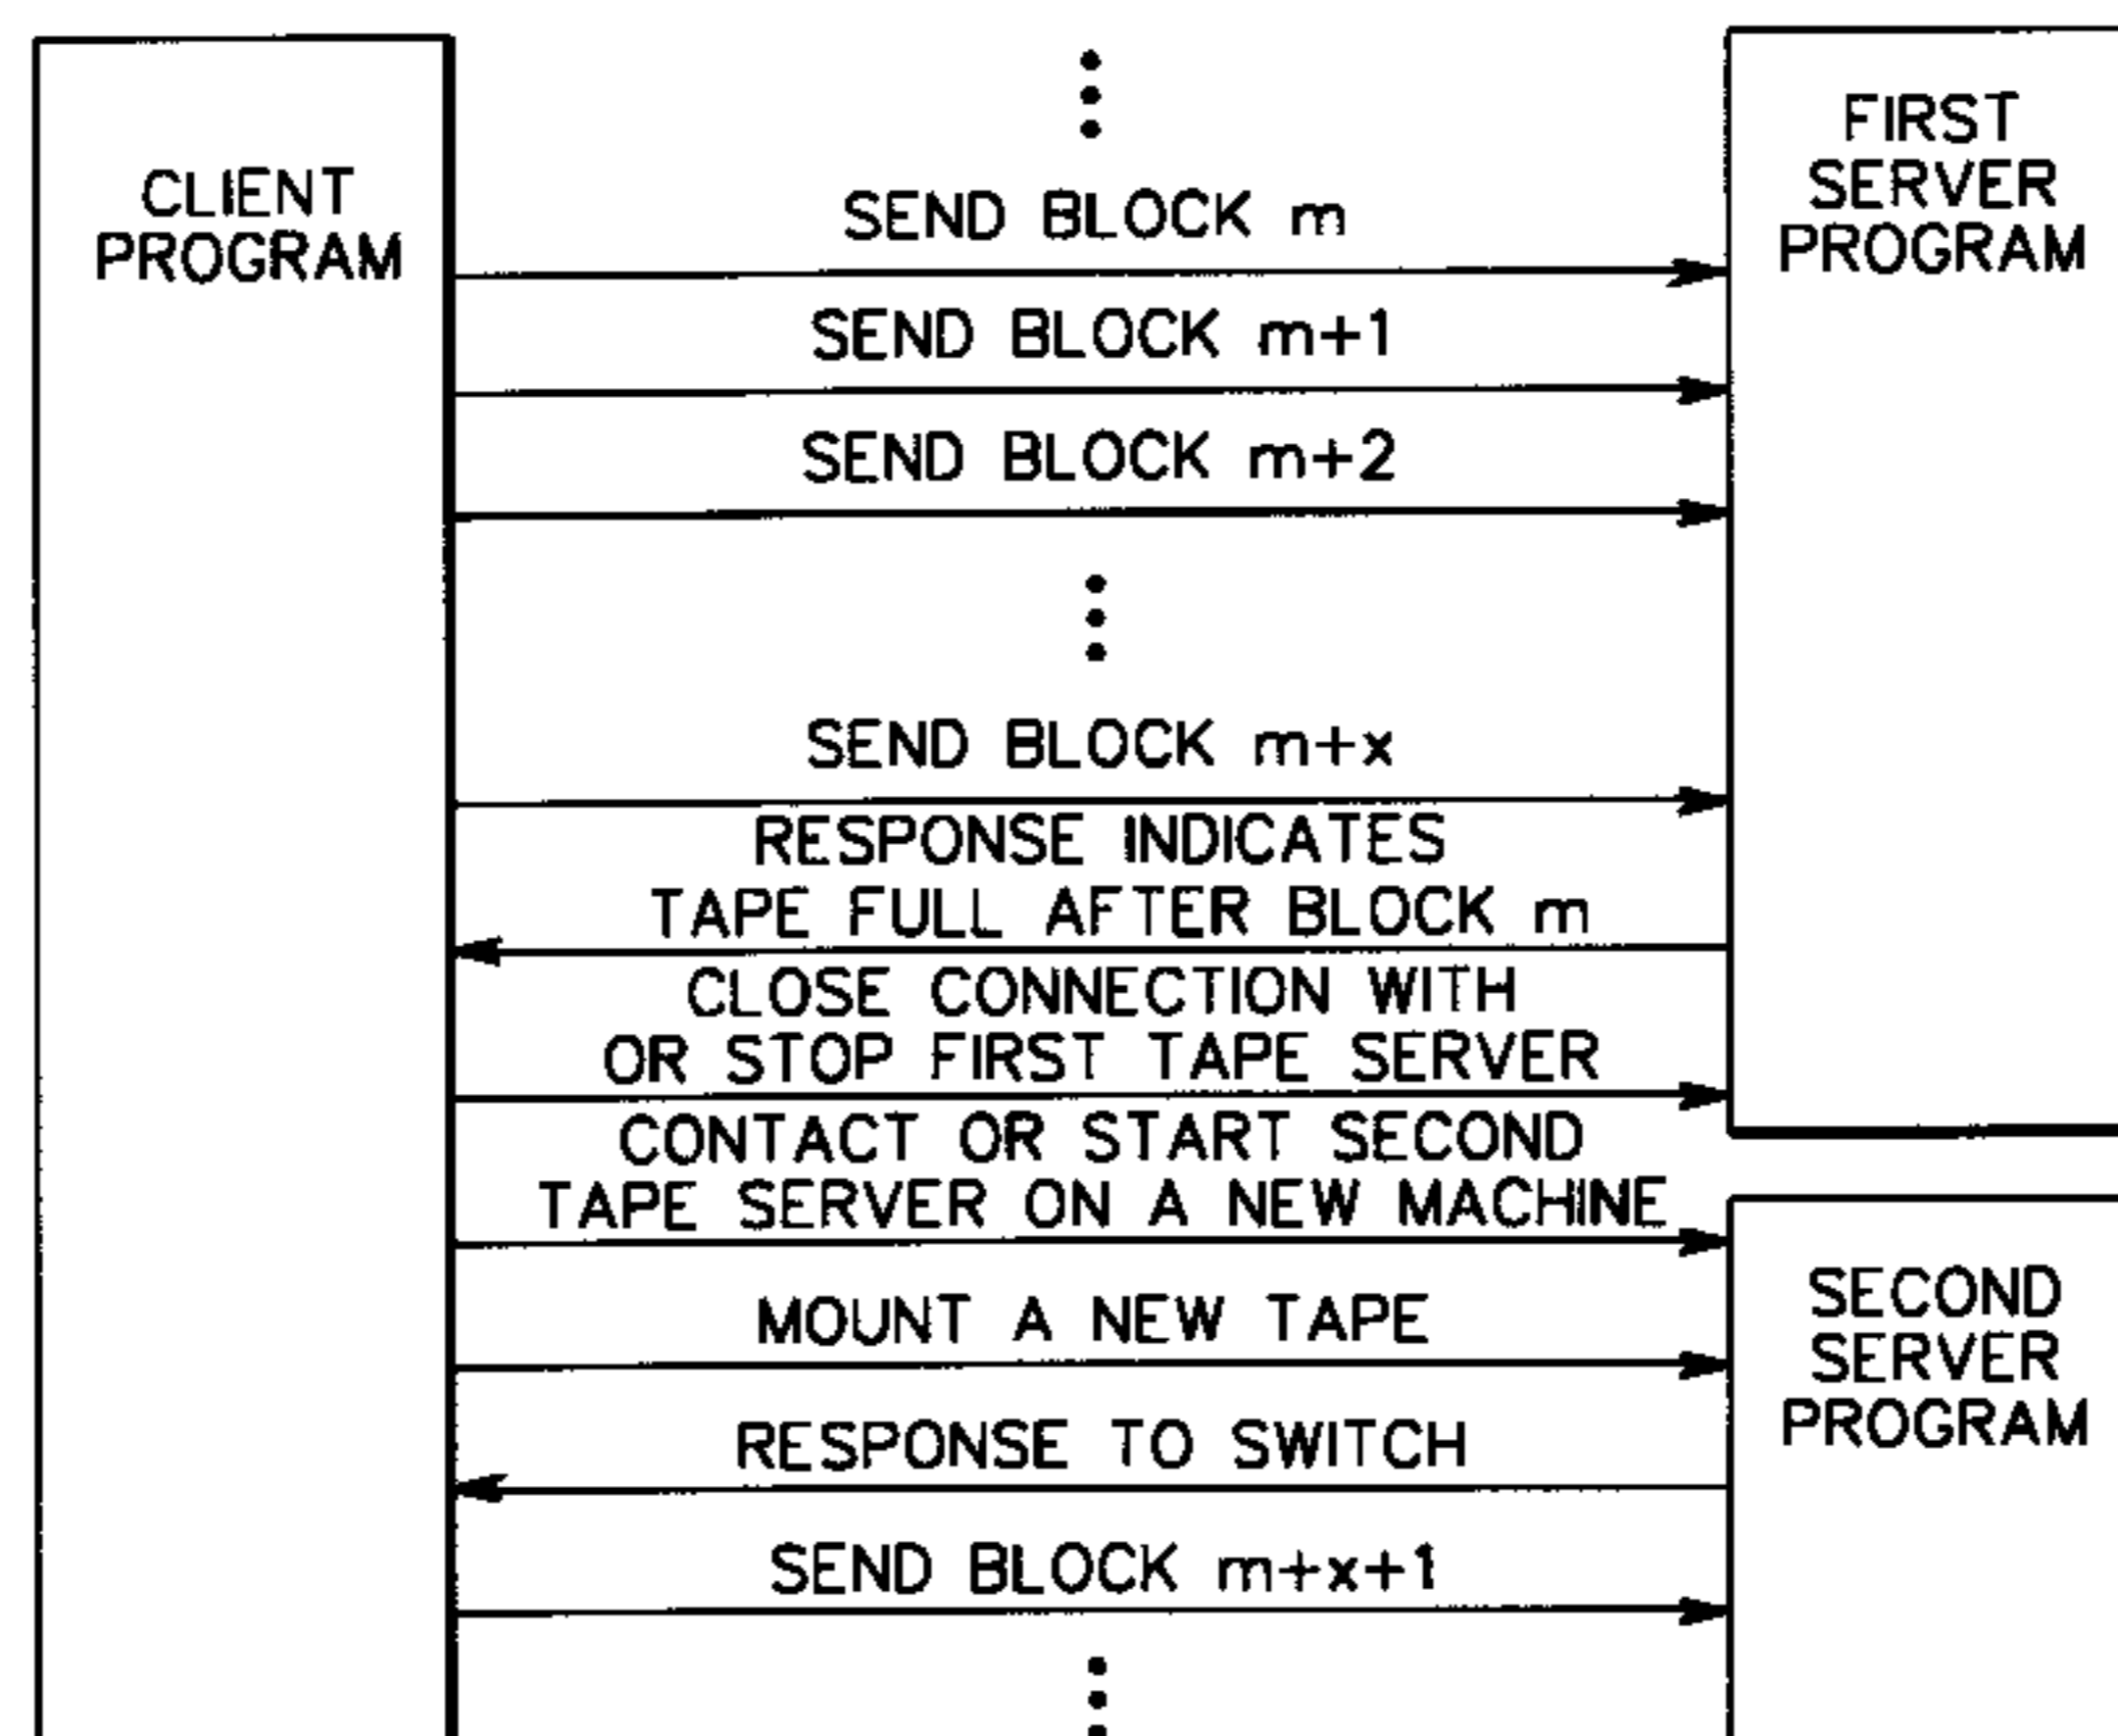 CLIENT
PROGRAM
FIRST
SERVER
PROGRAM
SEND BLOCK m
SEND BLOCK m+1
SEND BLOCK m+2
SEND BLOCK m+x
RESPONSE INDICATES
TAPE FULL AFTER BLOCK m
CLOSE CONNECTION WITH
OR STOP FIRST TAPE SERVER
CONTACT OR START SECOND
TAPE SERVER ON A NEW MACHINE
MOUNT A NEW TAPE
RESPONSE TO SWITCH
SEND BLOCK m+x+1
SECOND
SERVER
PROGRAM